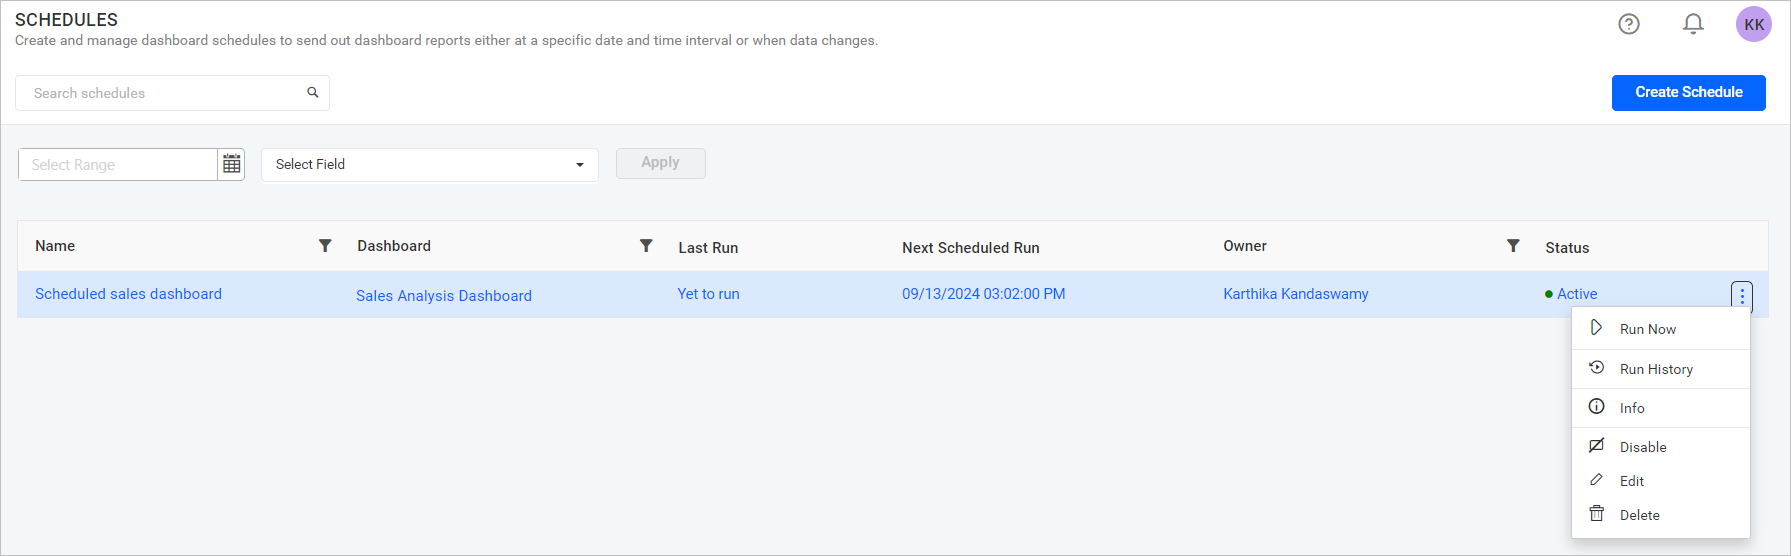 SCHEDULES
Create and manage dashboard schedules to send out dashboard reports either at a specific date and time interval or when data changes.
KK
Search schedules
Create Schedule
Select Range
Select Field
Apply
Name Dashboard Last Run Next Scheduled Run Owner Status
Scheduled sales dashboard Sales Analysis Dashboard Yet to run 09/13/2024 03:02:00 PM Karthika Kandaswamy Active
Run Now
Run History
Info
Disable
Edit
Delete